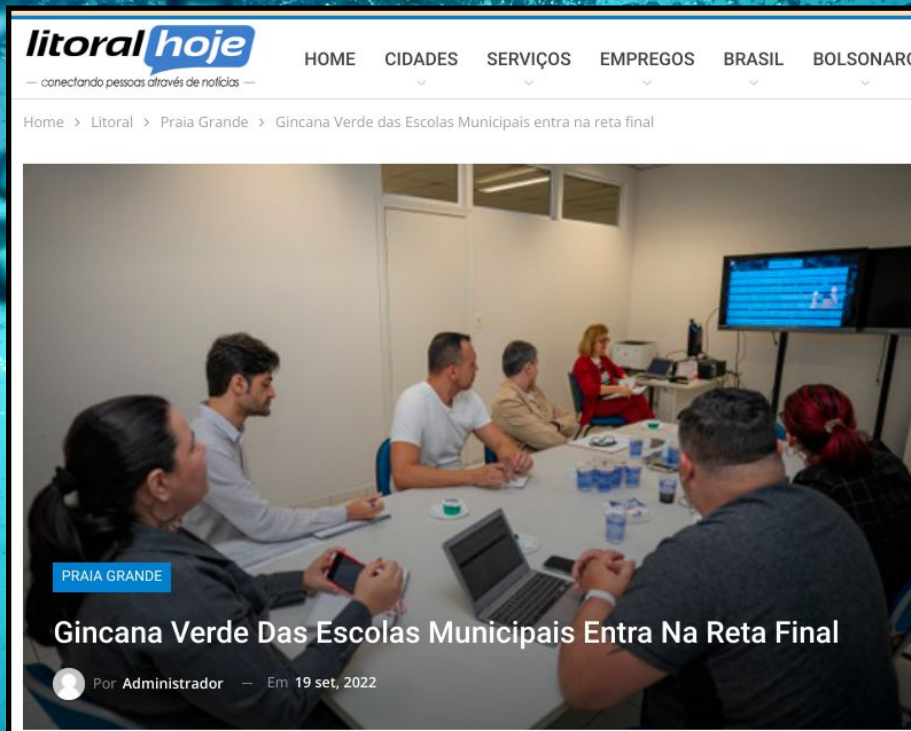 litoral hoje
— conectando pessoas através de notícias —
HOME CIDADES SERVIÇOS EMPREGOS BRASIL BOLSONARO
Home > Litoral > Praia Grande > Gincana Verde das Escolas Municipais entra na reta final
PRAIA GRANDE
Gincana Verde Das Escolas Municipais Entra Na Reta Final
Por Administrador — Em 19 set, 2022